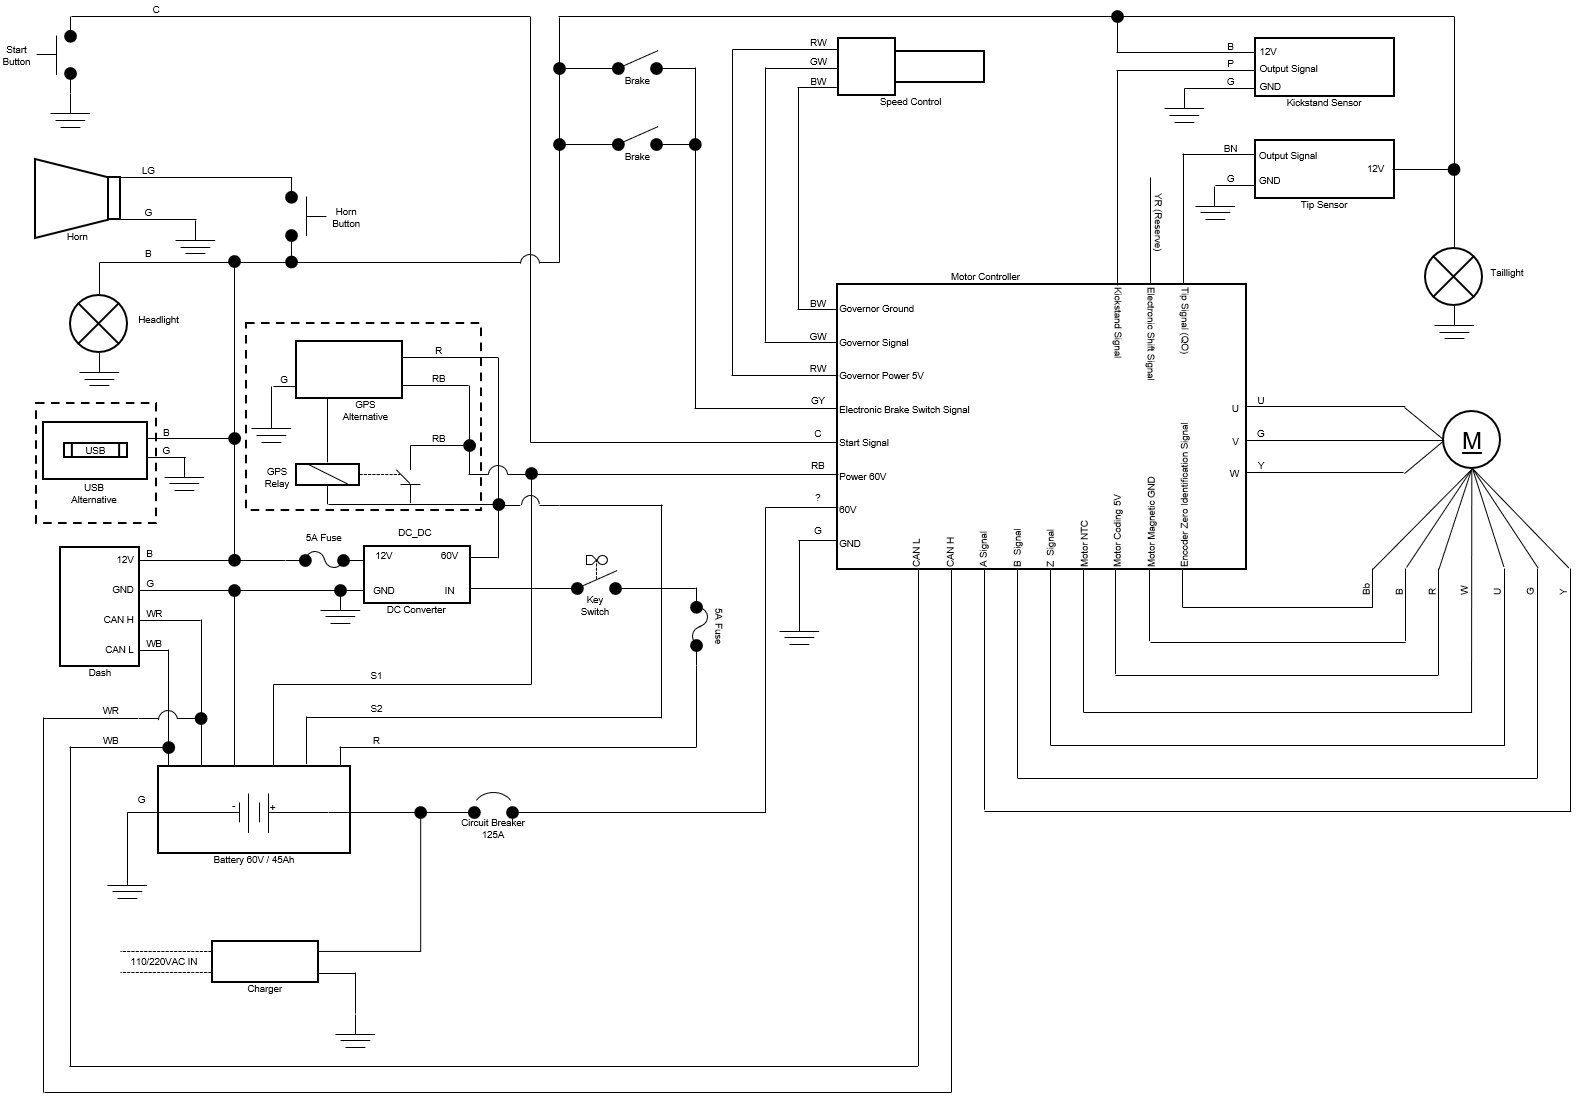 C
Start
Button
LG
G
Horn
Horn
Button
B
Headlight
Brake
Brake
RW
GW
BW
Speed Control
B
P
G
12V
Output Signal
GND
Kickstand Sensor
BN
G
Output Signal
GND
12V
Tip Sensor
Taillight
YR (Reserve)
Motor Controller
BW
GW
RW
GY
C
RB
?
G
Governor Ground
Governor Signal
Governor Power 5V
Electronic Brake Switch Signal
Start Signal
Power 60V
60V
GND
Kickstand Signal
Electronic Shift Signal
Tip Signal (QO)
U
V
W
U
G
Y
M
CAN L
CAN H
A Signal
B Signal
Z Signal
Motor NTC
Motor Coding 5V
Motor Magnetic GND
Encoder Zero Identification Signal
Bb
B
R
W
U
G
Y
G
R
RB
GPS
Alternative
RB
GPS
Relay
USB
B
G
USB
Alternative
5A Fuse
DC_DC
12V
60V
GND
IN
DC Converter
Key
Switch
5A Fuse
12V
GND
CAN H
CAN L
B
G
WR
WB
Dash
S1
S2
R
WR
WB
G
-
+
Battery 60V / 45Ah
Circuit Breaker
125A
110/220VAC IN
Charger